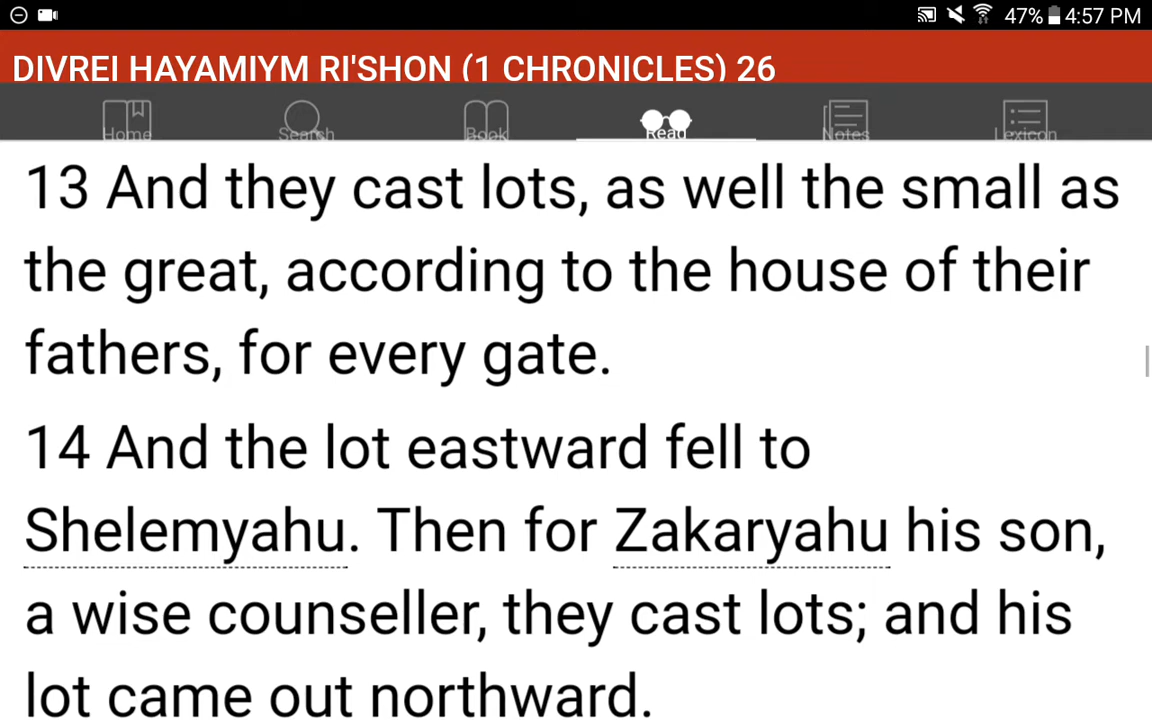 47% 4:57 PM
DIVREI HAYAMIYM RI'SHON (1 CHRONICLES) 26
Home Search Book Read Notes Lexicon
13 And they cast lots, as well the small as
the great, according to the house of their
fathers, for every gate.
14 And the lot eastward fell to
Shelemyahu. Then for Zakaryahu his son,
a wise counseller, they cast lots; and his
lot came out northward.